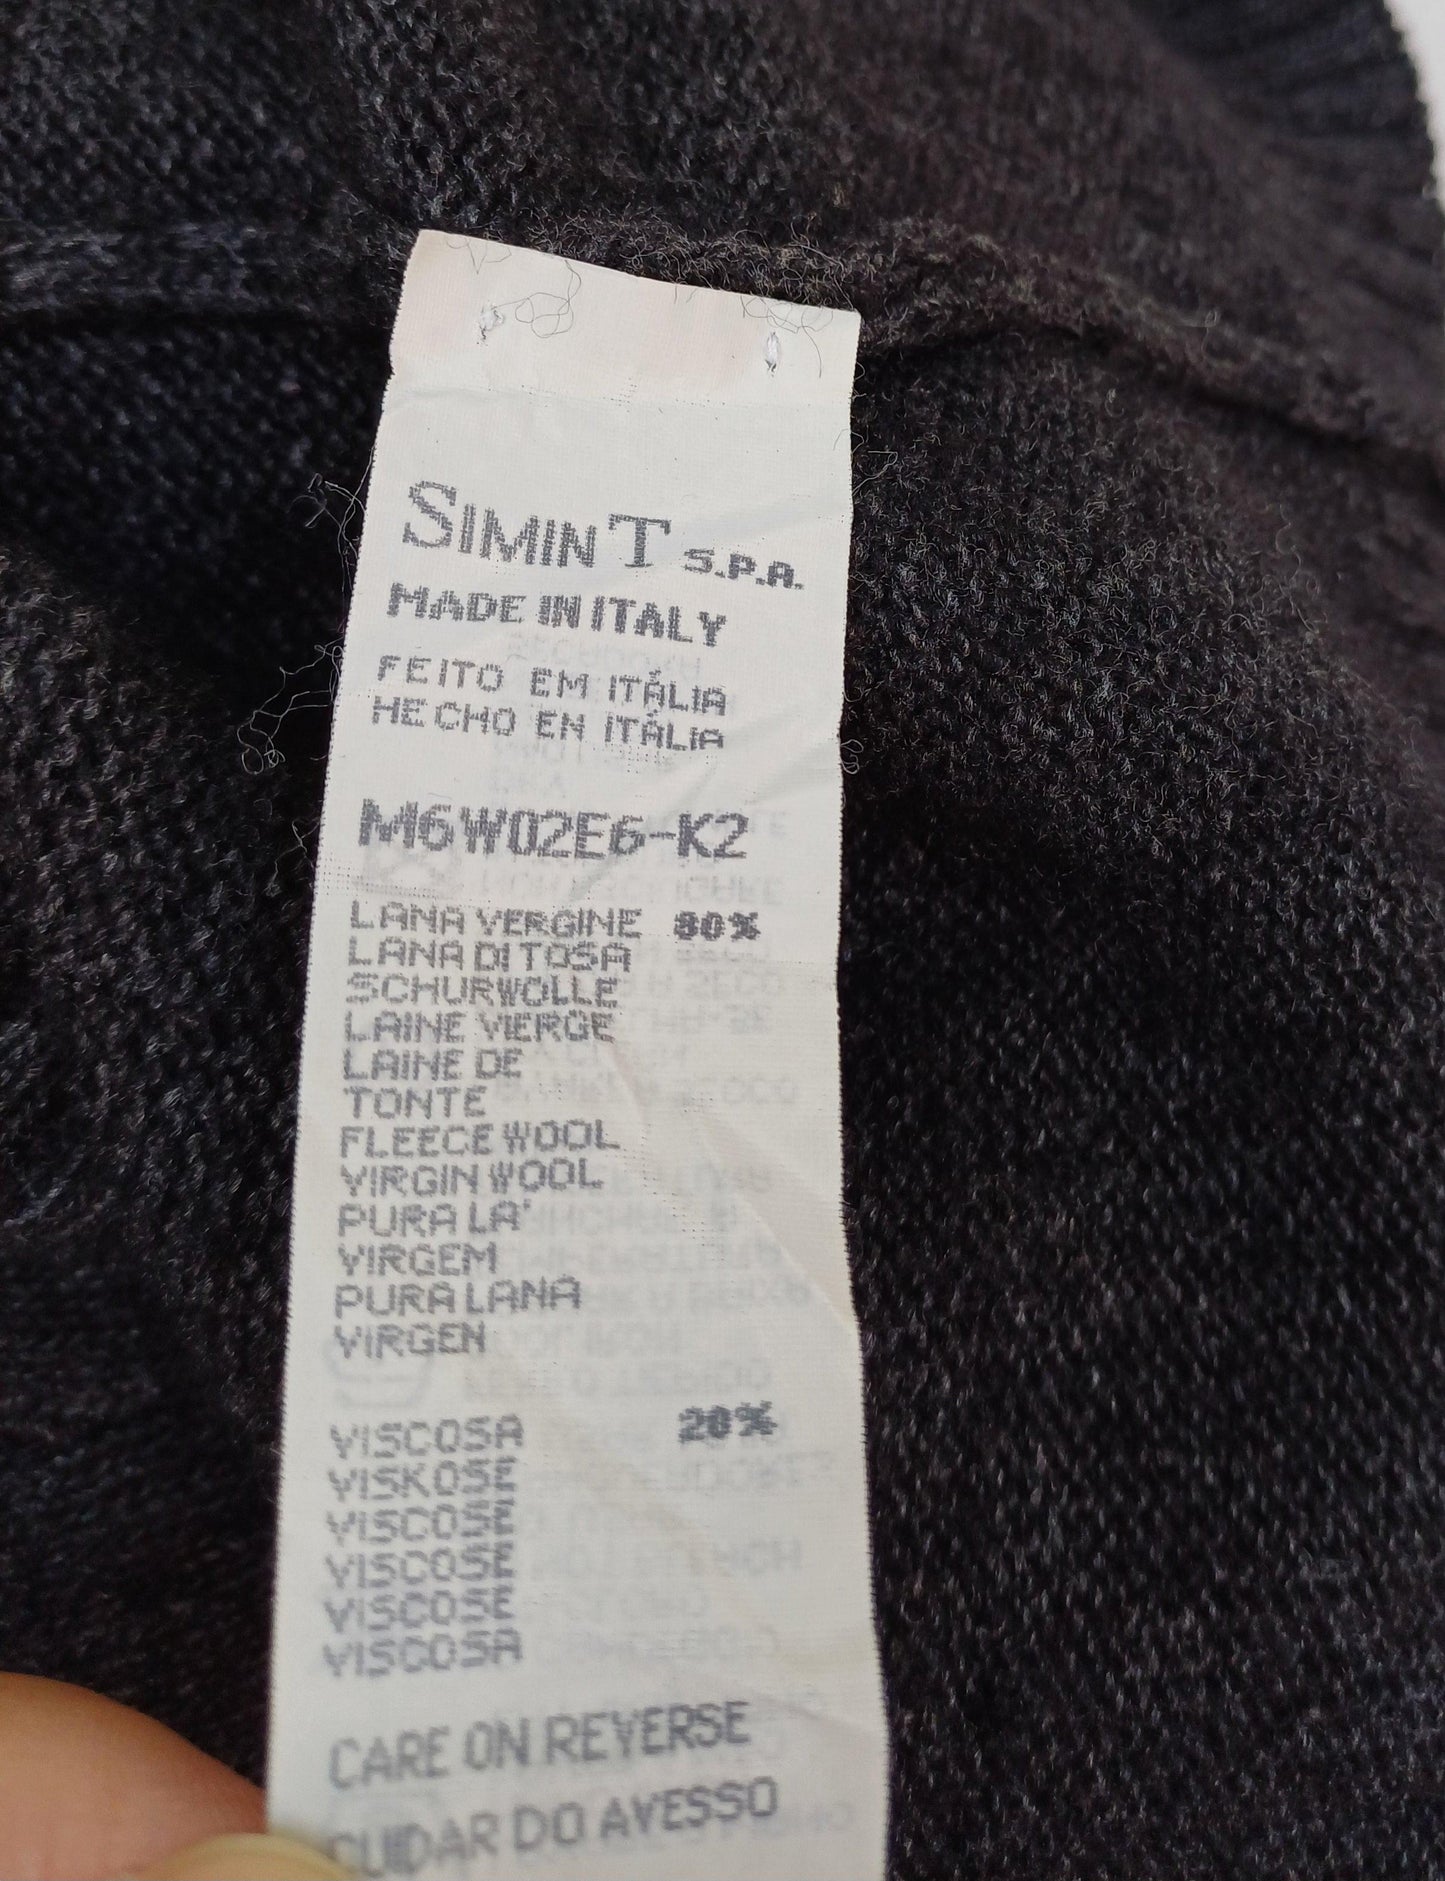 SIMINT S.P.A.
MADE IN ITALY
FEITO EM ITÁLIA
HECHO EN ITÁLIA
M6W02E6-K2
LANA VERGINE 80%
LANA DI TOSA
SCHURWOLLE
LAINE VIERGE
LAINE DE
TONTE
FLEECE WOOL
VIRGIN WOOL
PURA LA'
VIRGEM
PURA LANA
VIRGEN
VISCOSA 20%
VISKOSE
VISCOSE
VISCOSE
VISCOSE
VISCOSA
CARE ON REVERSE
CUIDAR DO AVESSO